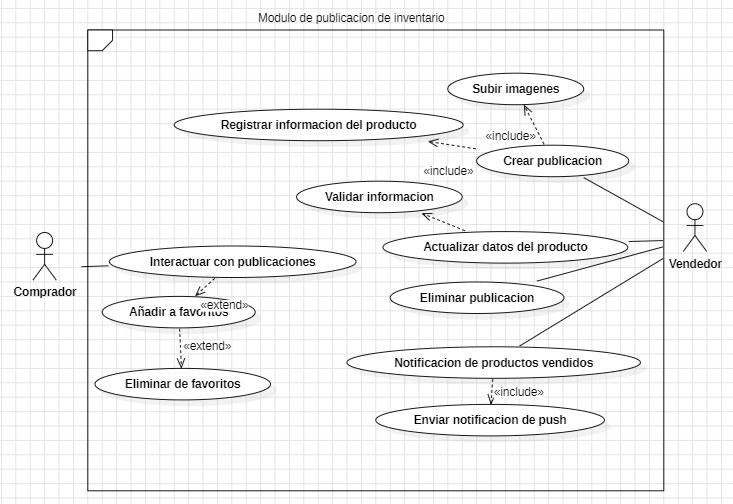 Modulo de publicacion de inventario
Subir imagenes
Registrar informacion del producto
«include»
Crear publicacion
«include»
Validar informacion
Actualizar datos del producto
Vendedor
Interactuar con publicaciones
Comprador
Eliminar publicacion
«extend»
Añadir a favoritos
«extend»
Notificacion de productos vendidos
Eliminar de favoritos
«include»
Enviar notificacion de push